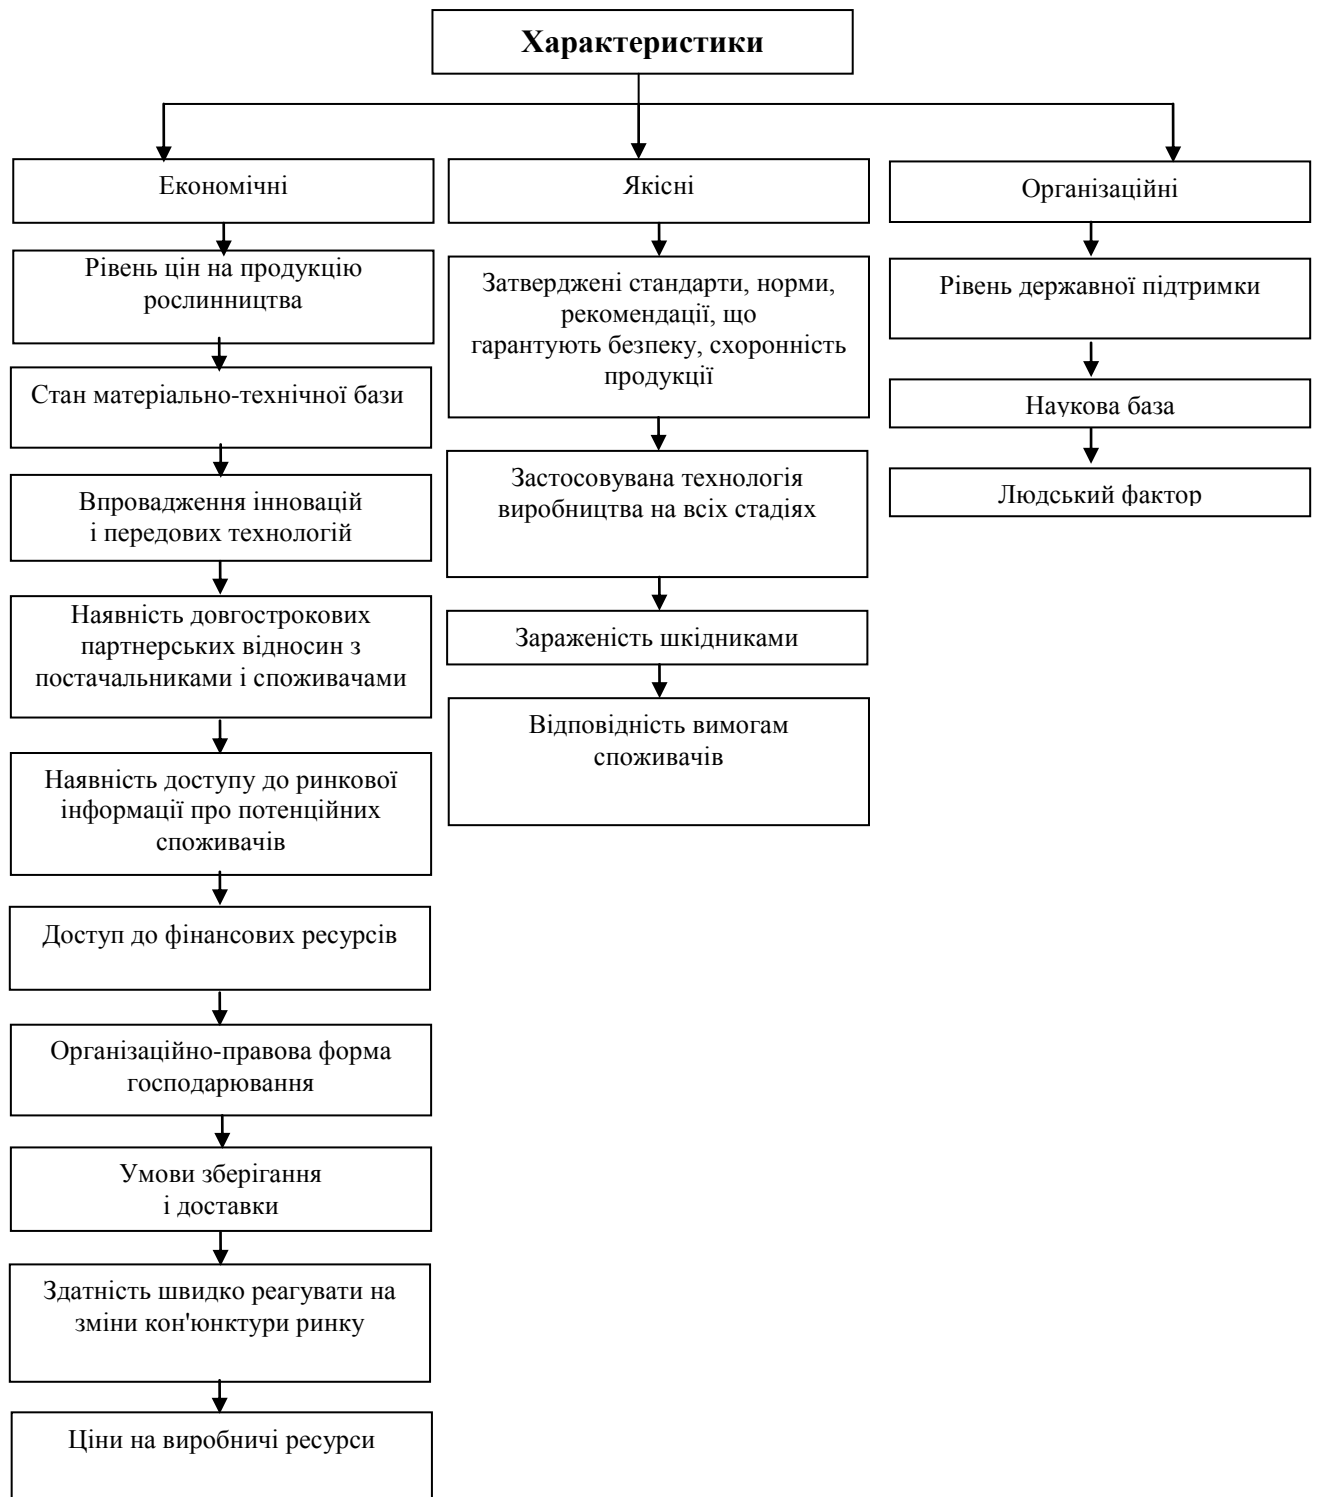 Характеристики
Економічні
Рівень цін на продукцію
рослинництва
Стан матеріально-технічної бази
Впровадження інновацій
і передових технологій
Наявність довгострокових
партнерських відносин з
постачальниками і споживачами
Наявність доступу до ринкової
інформації про потенційних
споживачів
Доступ до фінансових ресурсів
Організаційно-правова форма
господарювання
Умови зберігання
і доставки
Здатність швидко реагувати на
зміни кон'юнктури ринку
Ціни на виробничі ресурси
Якісні
Затверджені стандарти, норми,
рекомендації, що
гарантують безпеку, схоронність
продукції
Застосовувана технологія
виробництва на всіх стадіях
Зараженість шкідниками
Відповідність вимогам
споживачів
Організаційні
Рівень державної підтримки
Наукова база
Людський фактор